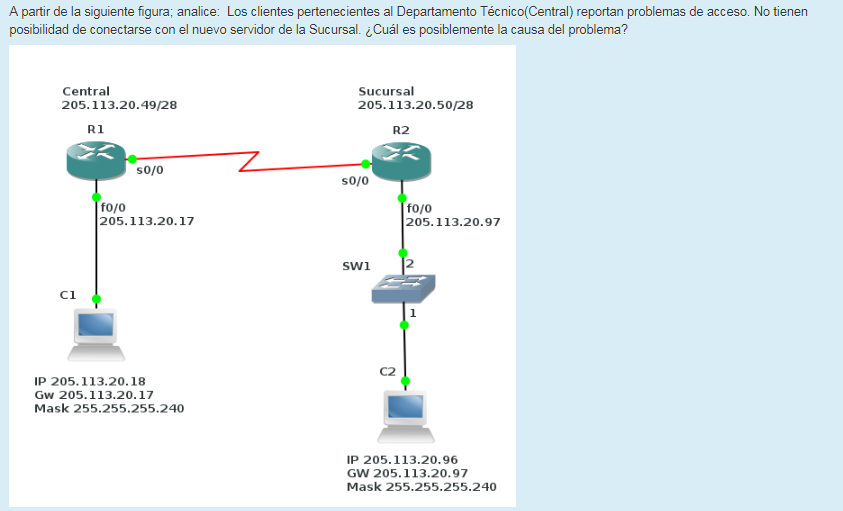 A partir de la siguiente figura; analice: Los clientes pertenecientes al Departamento Técnico(Central) reportan problemas de acceso. No tienen
posibilidad de conectarse con el nuevo servidor de la Sucursal. ¿Cuál es posiblemente la causa del problema?
Central
205.113.20.49/28
R1
s0/0
f0/0
205.113.20.17
C1
IP 205.113.20.18
Gw 205.113.20.17
Mask 255.255.255.240
Sucursal
205.113.20.50/28
R2
s0/0
f0/0
205.113.20.97
SW1
2
1
C2
IP 205.113.20.96
GW 205.113.20.97
Mask 255.255.255.240